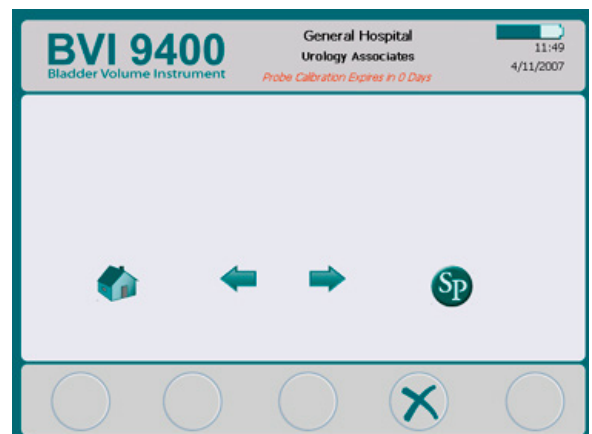 BVI 9400
Bladder Volume Instrument
General Hospital
Urology Associates
Probe Calibration Expires in 0 Days
11:49
4/11/2007
SP